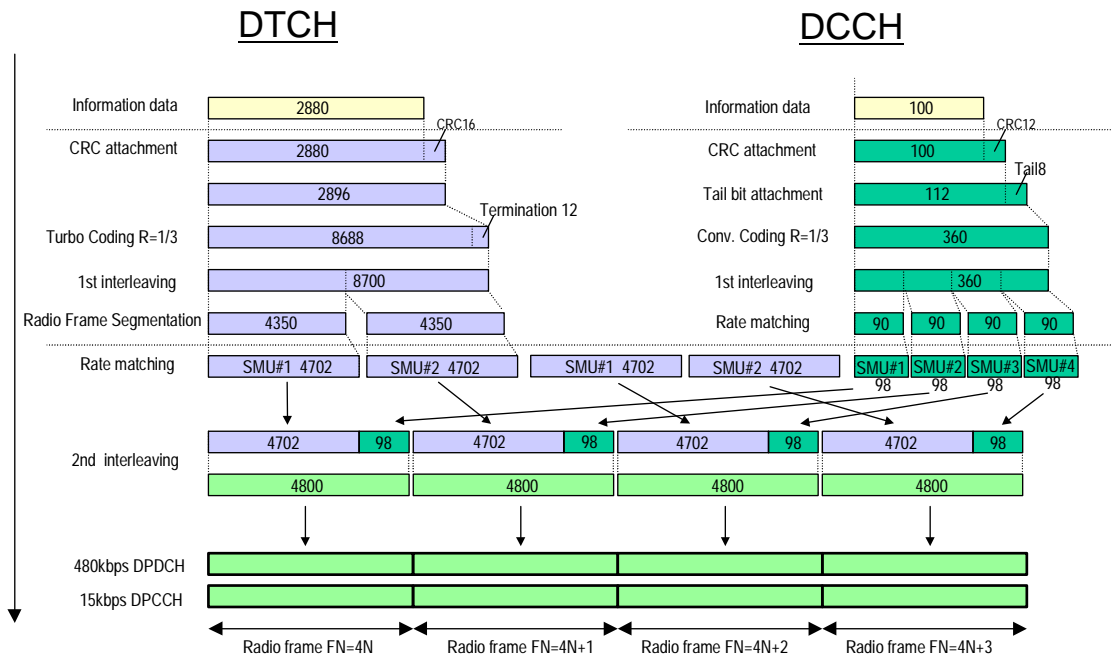 DTCH DCCH
Information data 2880 Information data 100
CRC16 CRC12
CRC attachment 2880 CRC attachment 100
Tail8
2896 Tail bit attachment 112
Termination 12
Turbo Coding R=1/3 8688 Conv. Coding R=1/3 360
1st interleaving 8700 1st interleaving 360
Radio Frame Segmentation 4350 4350 Rate matching 90 90 90 90
Rate matching SMU#1 4702 SMU#2 4702 SMU#1 4702 SMU#2 4702 SMU#1 SMU#2 SMU#3 SMU#4
98 98 98 98
4702 98 4702 98 4702 98 4702 98
2nd interleaving
4800 4800 4800 4800
480kbps DPDCH
15kbps DPCCH
Radio frame FN=4N Radio frame FN=4N+1 Radio frame FN=4N+2 Radio frame FN=4N+3